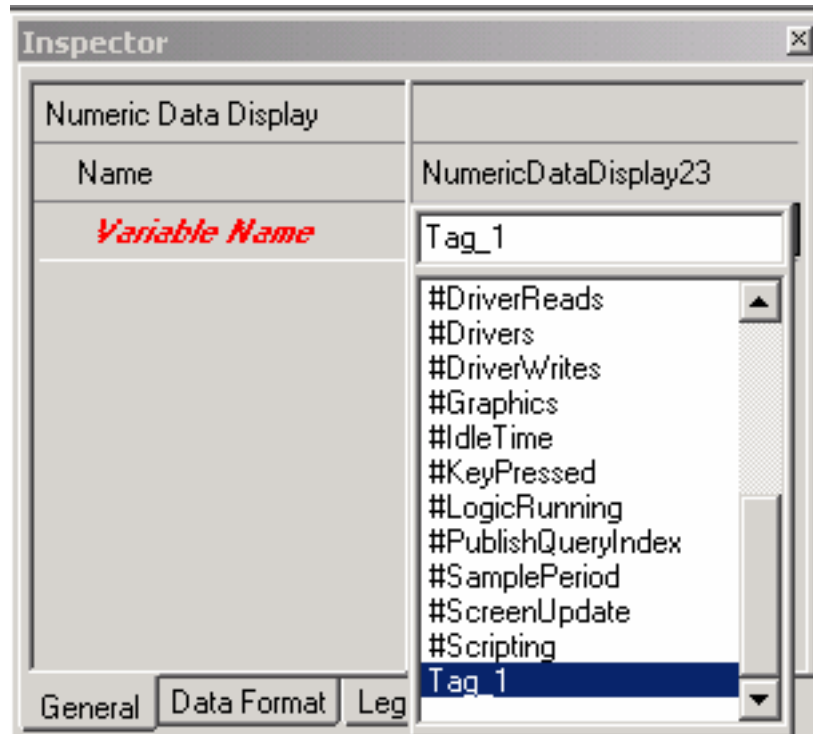 Inspector
Numeric Data Display
Name NumericDataDisplay23
Variable Name Tag_1
#DriverReads
#Drivers
#DriverWrites
#Graphics
#IdleTime
#KeyPressed
#LogicRunning
#PublishQueryIndex
#SamplePeriod
#ScreenUpdate
#Scripting
Tag_1
General Data Format Leg